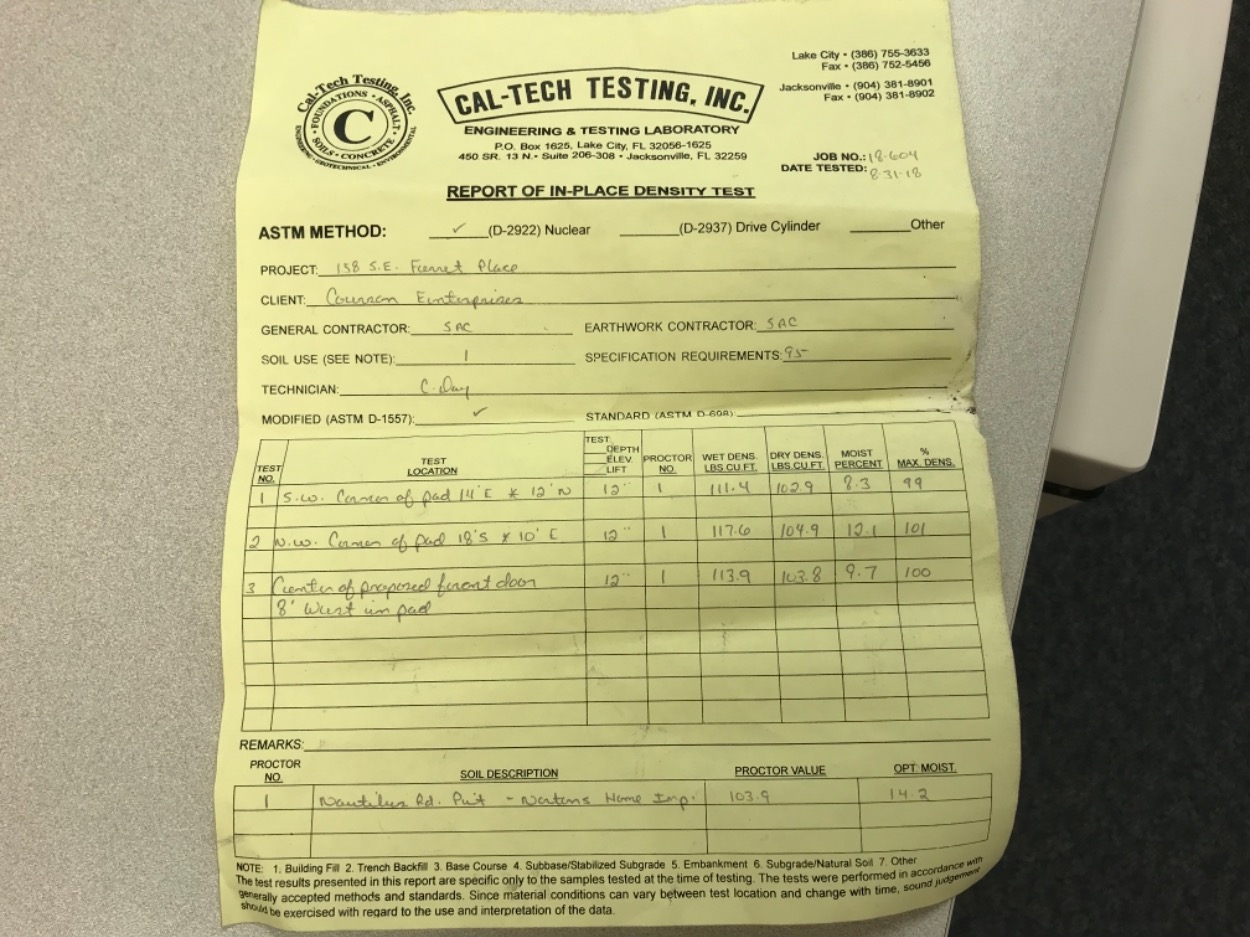 Lake City • (386) 755-3633
Fax • (386) 752-5456
Jacksonville • (904) 381-8901
Fax • (904) 381-8902
Cal-Tech Testing, Inc.
FOUNDATIONS • ASPHALT
C
SOILS • CONCRETE
ENGINEERING • GEOTECHNICAL • ENVIRONMENTAL
CAL-TECH TESTING, INC.
ENGINEERING & TESTING LABORATORY
P.O. Box 1625, Lake City, FL 32056-1625
450 SR. 13 N. • Suite 206-308 • Jacksonville, FL 32259
JOB NO.: 18-604
DATE TESTED: 8-31-18
REPORT OF IN-PLACE DENSITY TEST
ASTM METHOD: ✓ (D-2922) Nuclear (D-2937) Drive Cylinder Other
PROJECT: 158 S.E. Place
CLIENT: Courson Enterprises
GENERAL CONTRACTOR: SAC EARTHWORK CONTRACTOR: SAC
SOIL USE (SEE NOTE): 1 SPECIFICATION REQUIREMENTS: 95
TECHNICIAN: C. Day
MODIFIED (ASTM D-1557): ✓ STANDARD (ASTM D-698):
TEST NO. TEST LOCATION TEST DEPTH ELEV. LIFT PROCTOR NO. WET DENS. LBS.CU.FT. DRY DENS. LBS.CU.FT. MOIST PERCENT % MAX. DENS.
1 S.W. Corner of pad 14' E * 12' N 12" 1 111.4 102.9 8.3 99
2 N.W. Corner of pad 18'S * 10' E 12" 1 117.6 104.9 12.1 101
3 Center of proposed front door 12" 1 113.9 103.8 9.7 100
8' West in pad
REMARKS:
PROCTOR NO. SOIL DESCRIPTION PROCTOR VALUE OPT. MOIST.
1 Nautilus Rd. Pit - Nortons Home Imp. 103.9 14.2
NOTE: 1. Building Fill 2. Trench Backfill 3. Base Course 4. Subbase/Stabilized Subgrade 5. Embankment 6. Subgrade/Natural Soil 7. Other
The test results presented in this report are specific only to the samples tested at the time of testing. The tests were performed in accordance with
generally accepted methods and standards. Since material conditions can vary between test location and change with time, sound judgement
should be exercised with regard to the use and interpretation of the data.